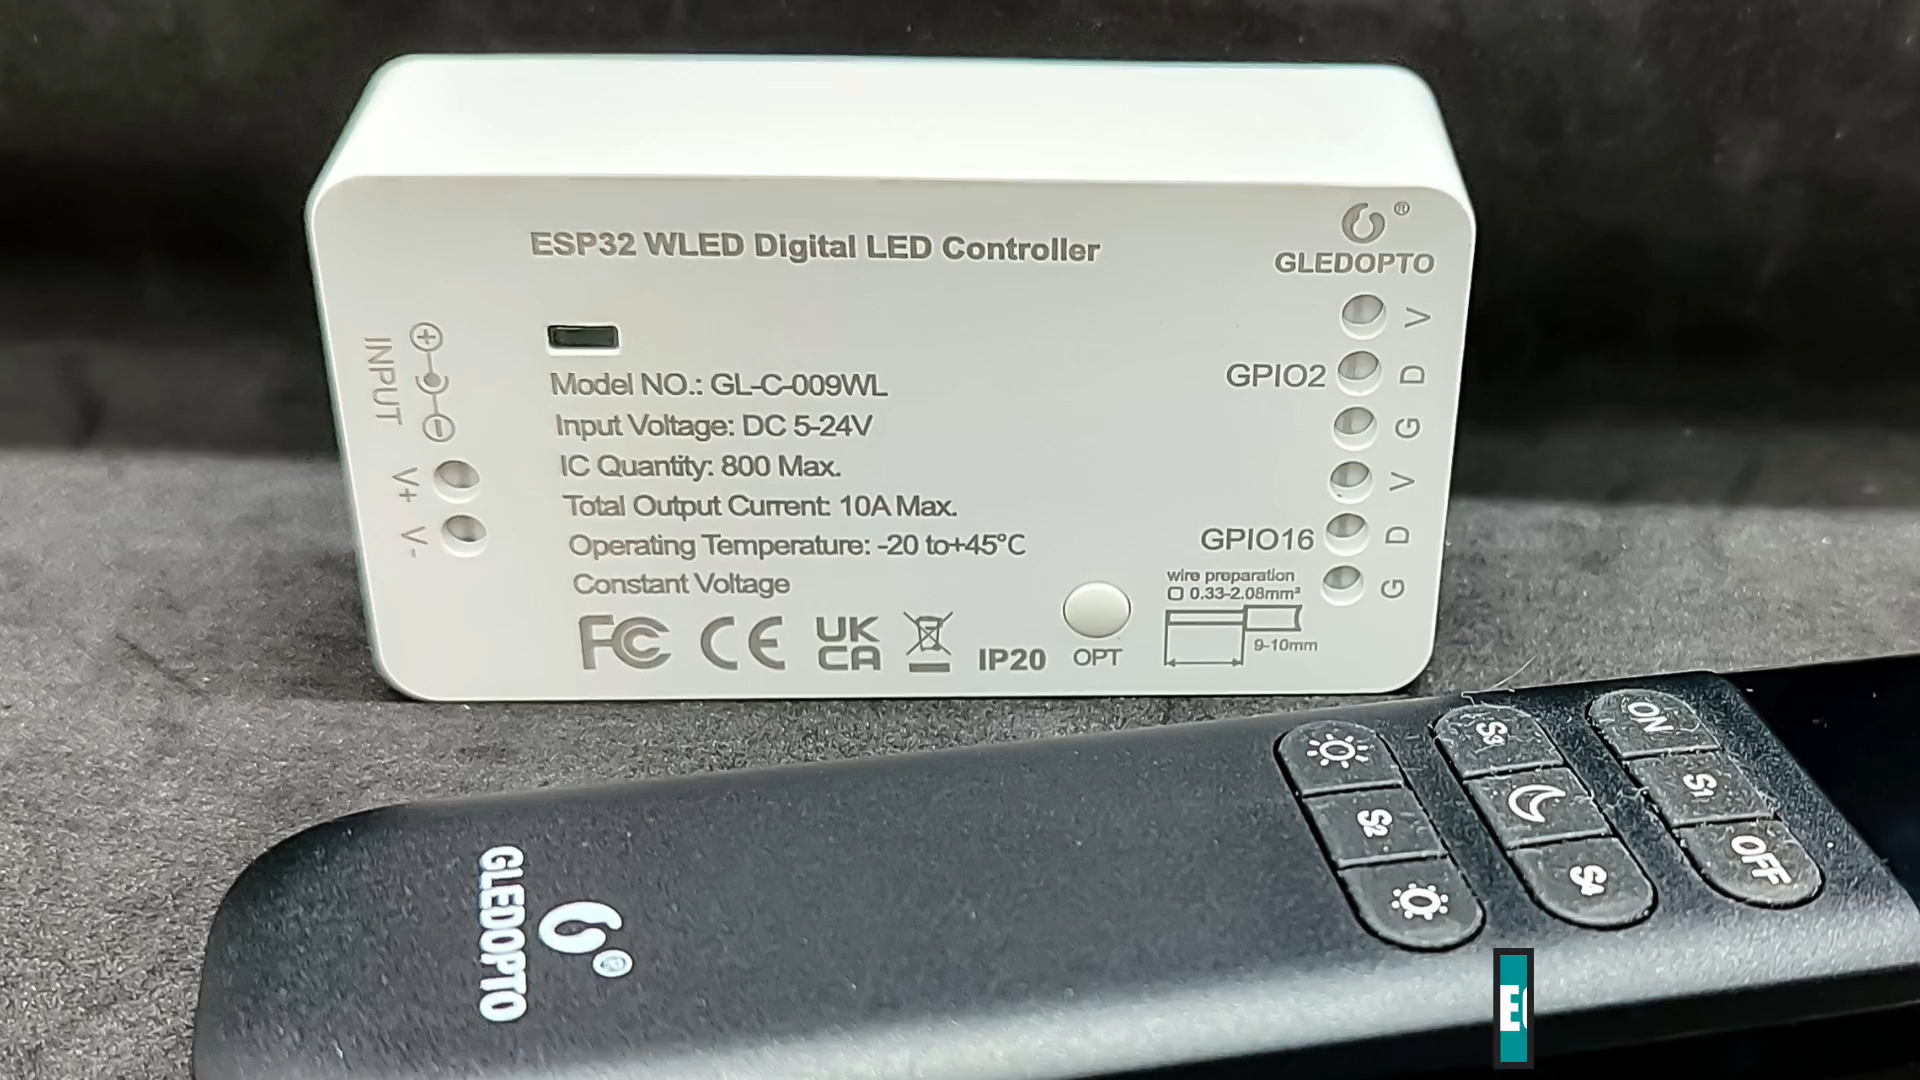 ESP32 WLED Digital LED Controller
GLEDOPTO
INPUT
V+
V-
Model NO.: GL-C-009WL
Input Voltage: DC 5-24V
IC Quantity: 800 Max.
Total Output Current: 10A Max.
Operating Temperature: -20 to+45°C
Constant Voltage
FC CE UK CA IP20
OPT
V
GPIO2 D
G
V
GPIO16 D
G
wire preparation
0.33-2.08mm²
9-10mm
ON
S1
OFF
S3
S4
S2
GLEDOPTO